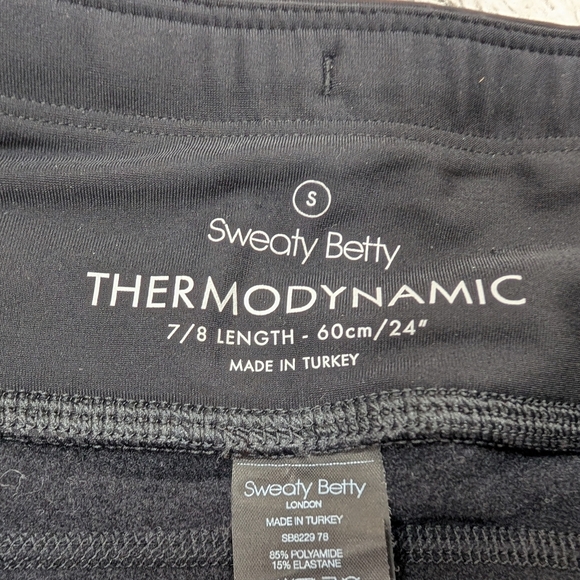 S
Sweaty Betty
THERMODYNAMIC
7/8 LENGTH - 60cm/24"
MADE IN TURKEY
Sweaty Betty
LONDON
MADE IN TURKEY
SB6229 76
85% POLYAMIDE
15% ELASTANE